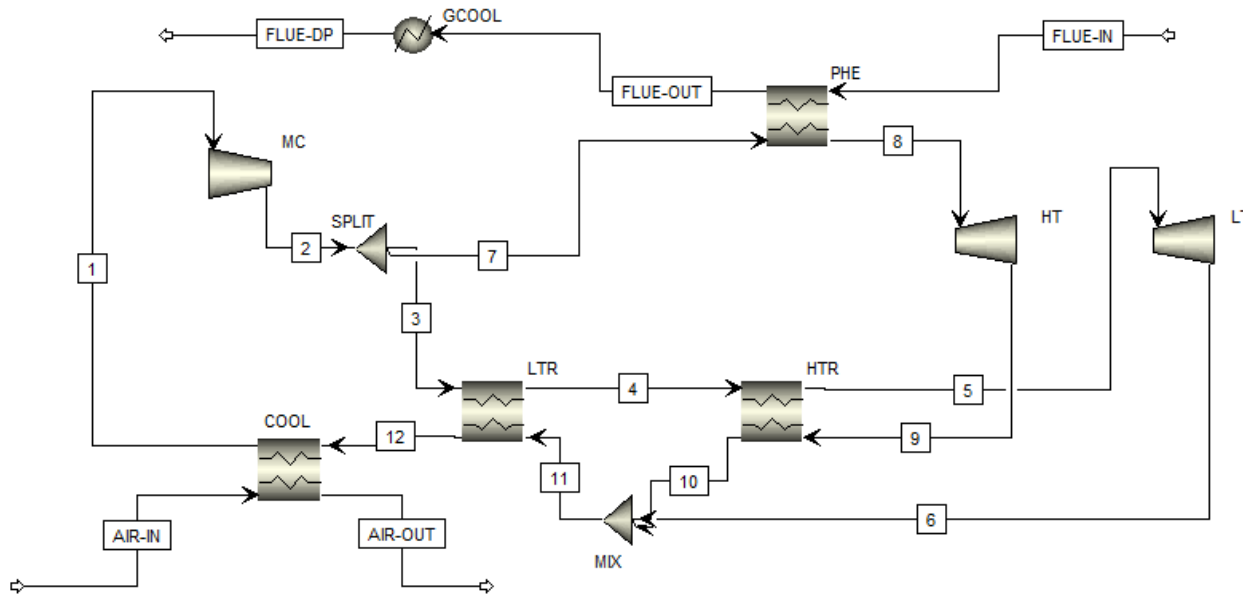 GCOOL
FLUE-DP
FLUE-IN
PHE
FLUE-OUT
MC
8
SPLIT
HT
LT
2
7
1
3
LTR
4
HTR
5
COOL
12
9
11
10
6
AIR-IN
AIR-OUT
MIX